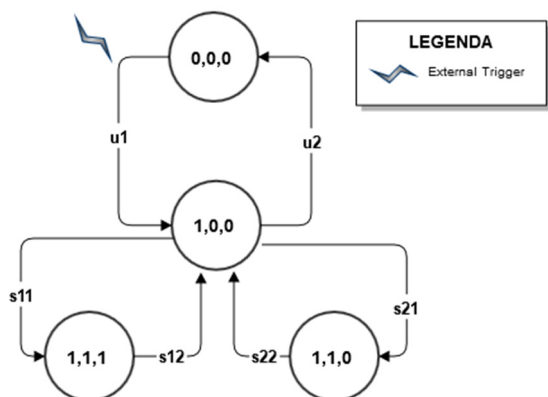 0,0,0
LEGENDA
External Trigger
u1
u2
1,0,0
s11
s21
1,1,1
s12
s22
1,1,0